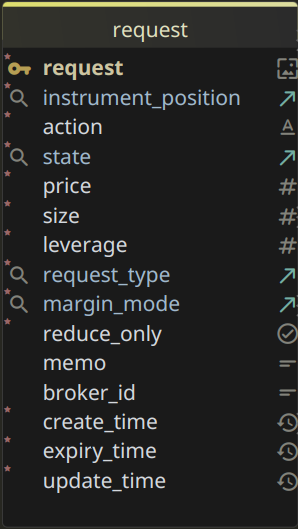 request
request
instrument_position
action
state
price
size
leverage
request_type
margin_mode
reduce_only
memo
broker_id
create_time
expiry_time
update_time